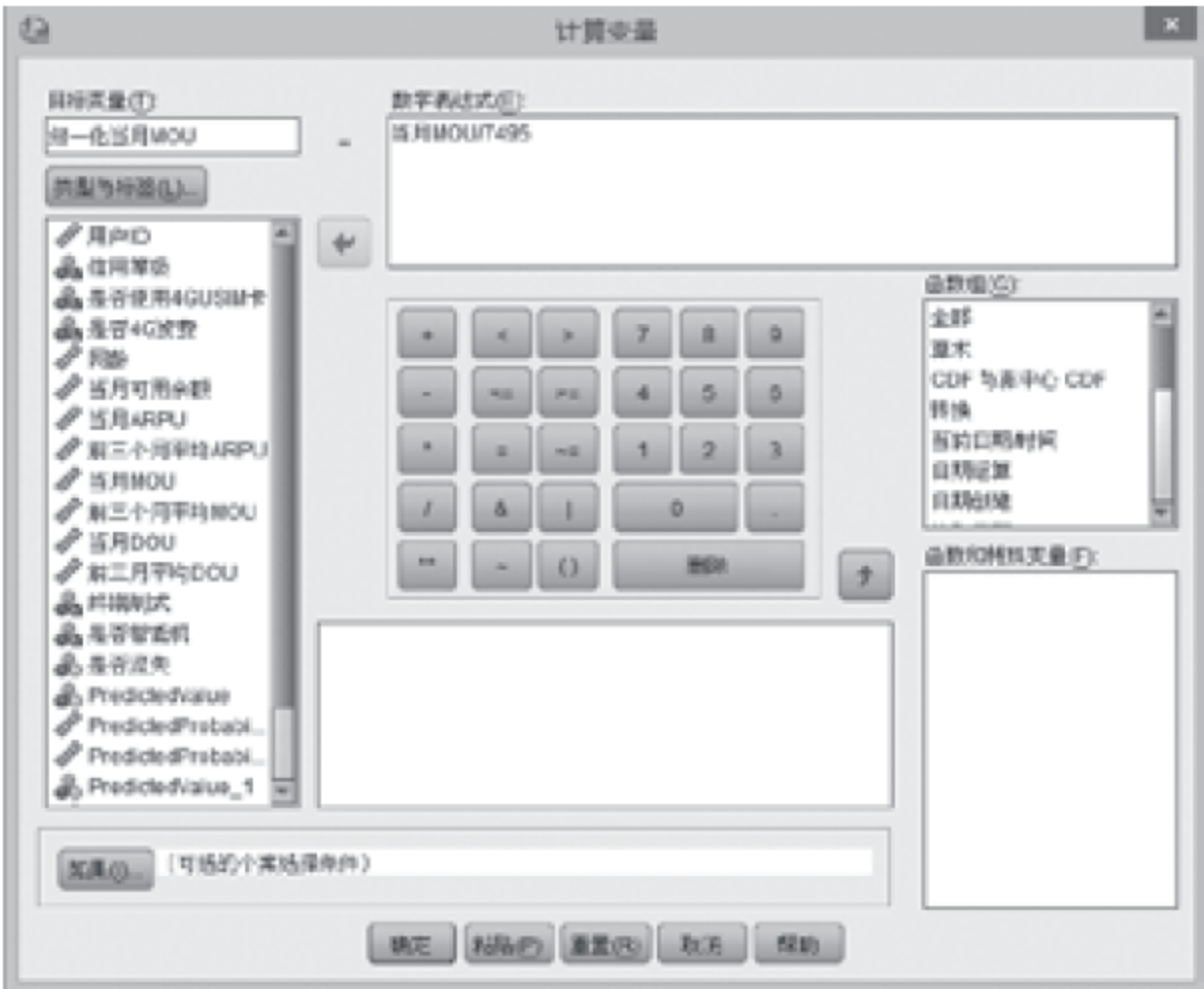 计算变量
目标变量(T):
归一化当月MOU
=
类型与标签(L)...
数字表达式(E):
当月MOU/7495
用户ID
信用等级
是否使用4GUSIM卡
是否4G资费
网龄
当月可用余额
当月ARPU
前三个月平均ARPU
当月MOU
前三个月平均MOU
当月DOU
前三月平均DOU
终端制式
是否智能机
是否流失
PredictedValue
PredictedProbabi...
PredictedProbabi...
PredictedValue_1
+ < > 7 8 9
- <= >= 4 5 6
* = ~= 1 2 3
/ & | 0 .
** ~ () 删除
函数组(G):
全部
算术
CDF 与非中心 CDF
转换
当前日期/时间
日期运算
日期创建
函数和特殊变量(F):
如果(I)...
(可选的个案选择条件)
确定
粘贴(P)
重置(R)
取消
帮助